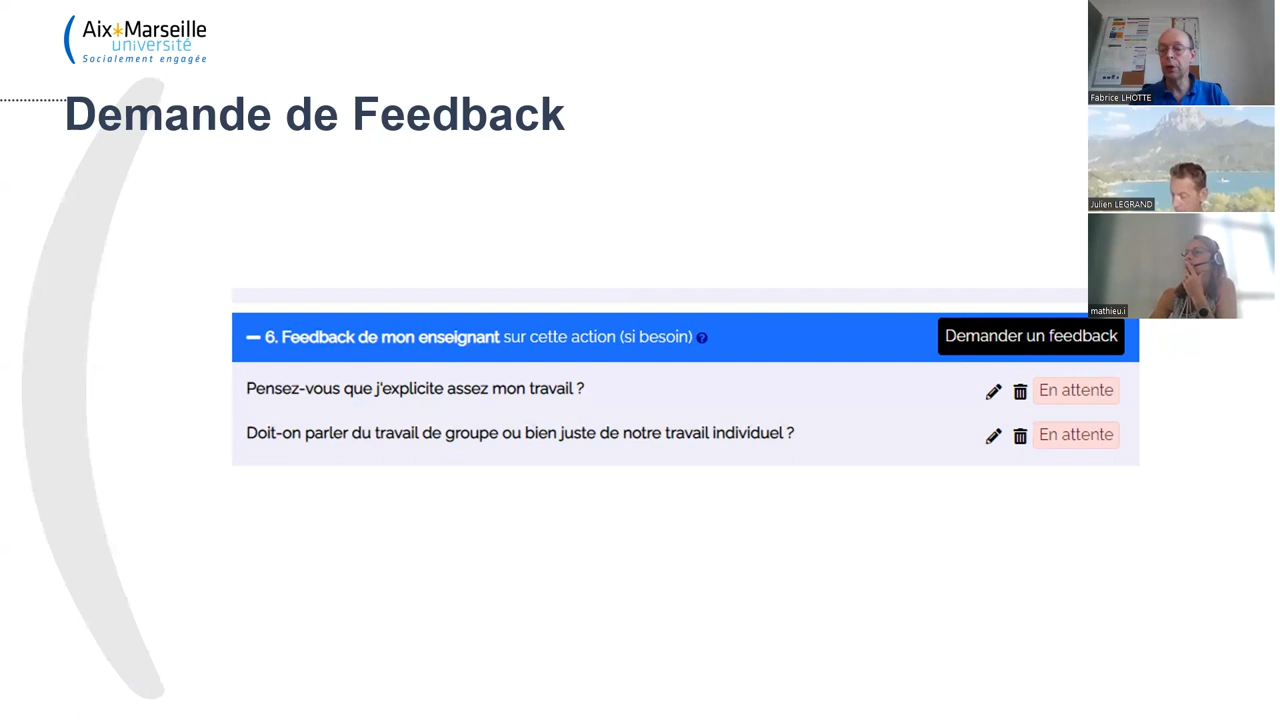 Aix*Marseille
université
Socialement engagée
Demande de Feedback
Fabrice LHOTTE
Julien LEGRAND
mathieu.i
6. Feedback de mon enseignant sur cette action (si besoin) ?
Demander un feedback
Pensez-vous que j'explicite assez mon travail ?
En attente
Doit-on parler du travail de groupe ou bien juste de notre travail individuel ?
En attente